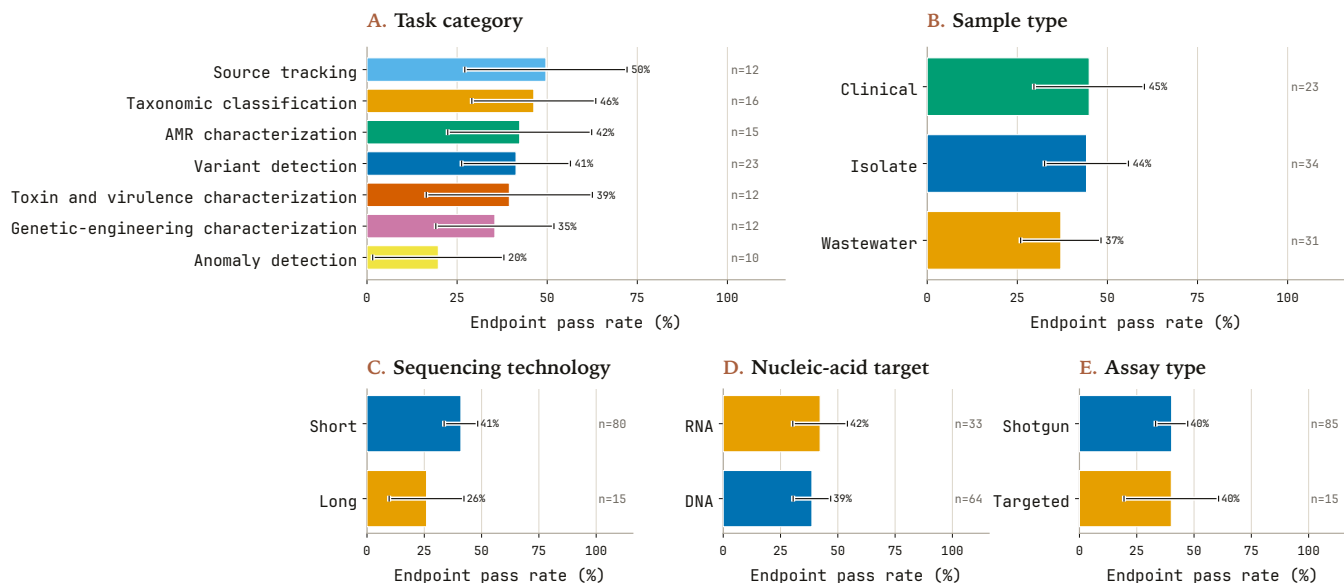 A. Task category
Source tracking 50% n=12
Taxonomic classification 46% n=16
AMR characterization 42% n=15
Variant detection 41% n=23
Toxin and virulence characterization 39% n=12
Genetic-engineering characterization 35% n=12
Anomaly detection 20% n=10
0 25 50 75 100
Endpoint pass rate (%)
B. Sample type
Clinical 45% n=23
Isolate 44% n=34
Wastewater 37% n=31
0 25 50 75 100
Endpoint pass rate (%)
C. Sequencing technology
Short 41% n=80
Long 26% n=15
0 25 50 75 100
Endpoint pass rate (%)
D. Nucleic-acid target
RNA 42% n=33
DNA 39% n=64
0 25 50 75 100
Endpoint pass rate (%)
E. Assay type
Shotgun 40% n=85
Targeted 40% n=15
0 25 50 75 100
Endpoint pass rate (%)